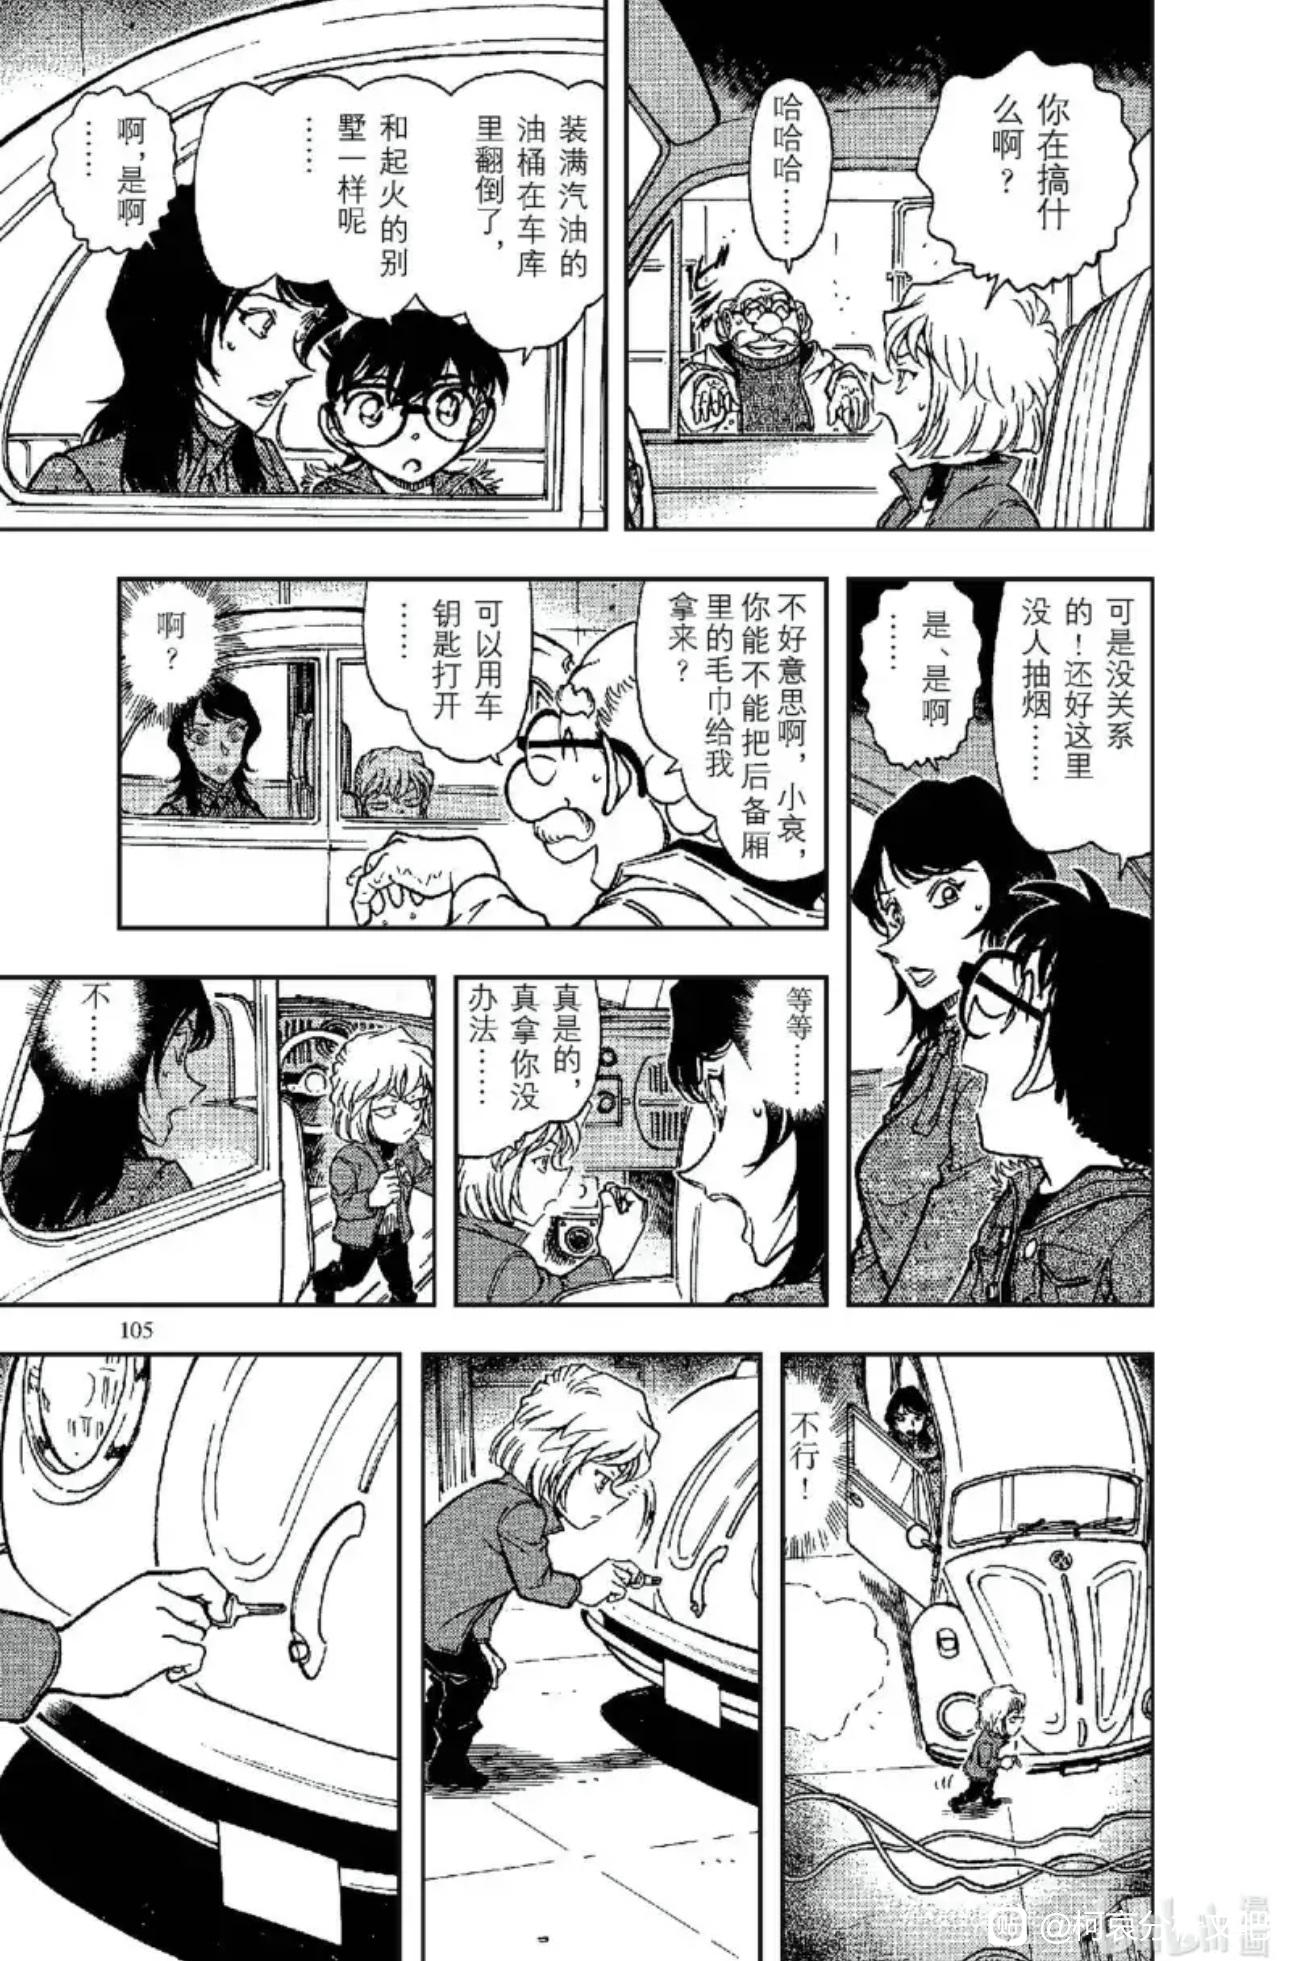 你在搞什
么啊？
哈哈哈……
装满汽油的
油桶在车库
里翻倒了，
和起火的别
墅一样呢
……
啊，是啊
……
可是没关系
的！还好这里
没人抽烟……
是、是啊
……
不好意思啊，小哀，
你能不能把后备厢
里的毛巾给我
拿来？
可以用车
钥匙打开
……
啊？
等等……
真是的，
真拿你没
办法……
不……
105
不行！